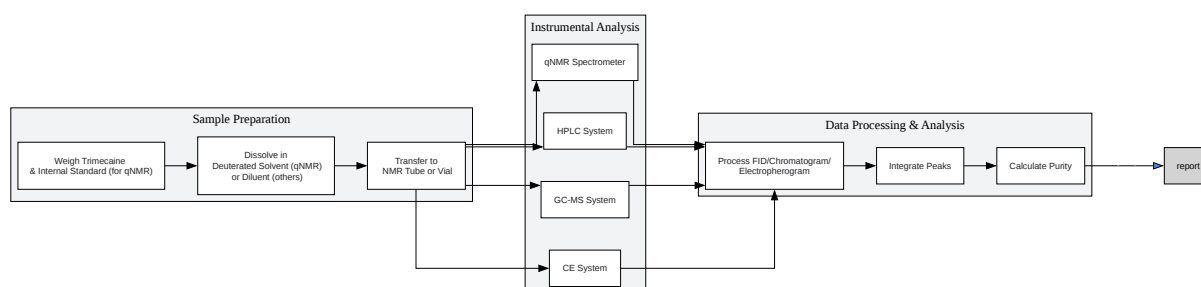 Instrumental Analysis
qNMR Spectrometer
Sample Preparation
HPLC System
Data Processing & Analysis
Weigh Trimecaine
& Internal Standard (for qNMR)
Dissolve in
Deuterated Solvent (qNMR)
or Diluent (others)
Transfer to
NMR Tube or Vial
Process FID/Chromatogram/
Electropherogram
Integrate Peaks
Calculate Purity
report
GC-MS System
CE System